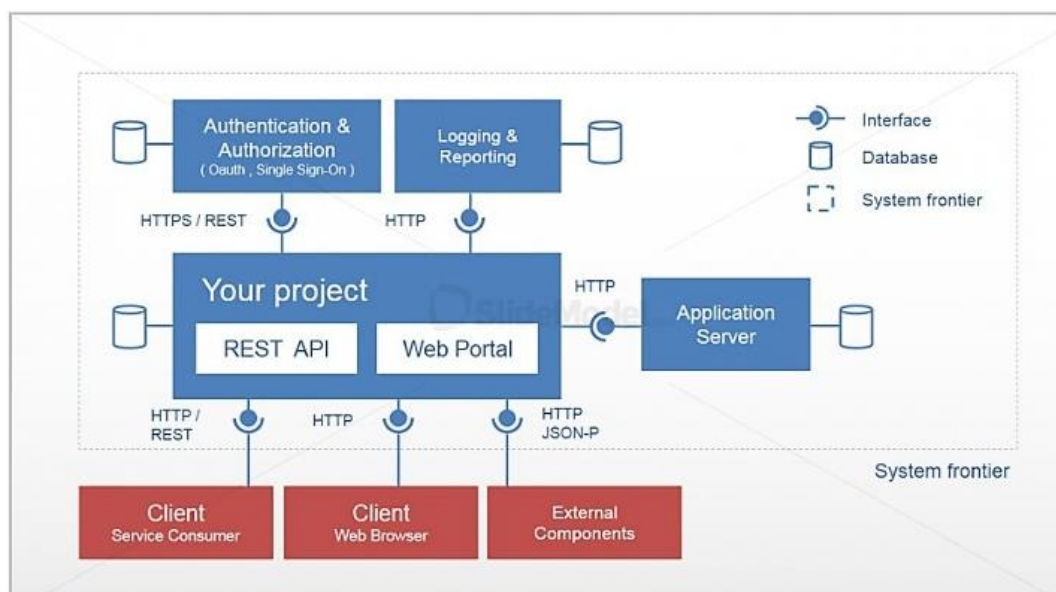 Authentication &
Authorization
( Oauth , Single Sign-On )
Logging &
Reporting
Interface
Database
System frontier
HTTPS / REST
HTTP
Your project
REST API
Web Portal
SlideModel
HTTP
Application
Server
HTTP /
REST
HTTP
HTTP
JSON-P
System frontier
Client
Service Consumer
Client
Web Browser
External
Components